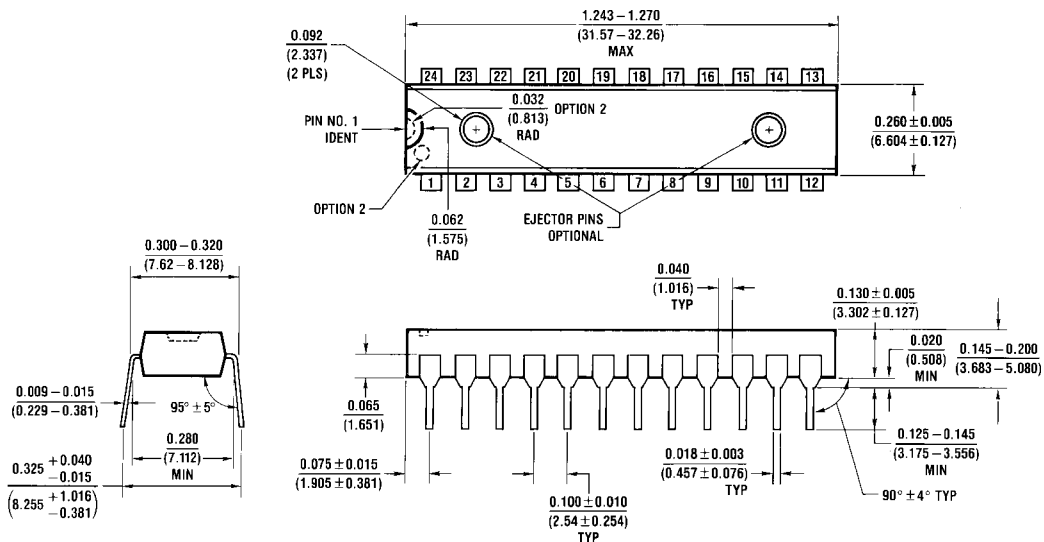 1.243 – 1.270
(31.57 – 32.26)
MAX
0.092
(2.337)
(2 PLS)
24 23 22 21 20 19 18 17 16 15 14 13
0.032
(0.813)
RAD
OPTION 2
PIN NO. 1
IDENT
0.260 ± 0.005
(6.604 ± 0.127)
1 2 3 4 5 6 7 8 9 10 11 12
OPTION 2
0.062
(1.575)
RAD
EJECTOR PINS
OPTIONAL
0.300 – 0.320
(7.62 – 8.128)
0.040
(1.016)
TYP
0.130 ± 0.005
(3.302 ± 0.127)
0.020
(0.508)
MIN
0.145 – 0.200
(3.683 – 5.080)
0.009 – 0.015
(0.229 – 0.381)
95° ± 5°
0.280
(7.112)
MIN
0.325 +0.040 –0.015
(8.255 +1.016 –0.381)
0.065
(1.651)
0.075 ± 0.015
(1.905 ± 0.381)
0.100 ± 0.010
(2.54 ± 0.254)
TYP
0.018 ± 0.003
(0.457 ± 0.076)
TYP
0.125 – 0.145
(3.175 – 3.556)
MIN
90° ± 4° TYP